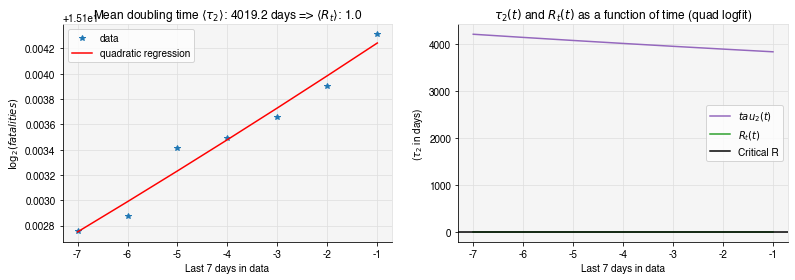 Mean doubling time ⟨τ₂⟩: 4019.2 days => ⟨Rₜ⟩: 1.0
data
quadratic regression
0.0042
0.0040
0.0038
0.0036
0.0034
0.0032
0.0030
0.0028
log₂(fatalities)
-7 -6 -5 -4 -3 -2 -1
Last 7 days in data
τ₂(t) and Rₜ(t) as a function of time (quad logfit)
4000
3000
2000
1000
0
(τ₂ in days)
tau₂(t)
Rₜ(t)
Critical R
-7 -6 -5 -4 -3 -2 -1
Last 7 days in data